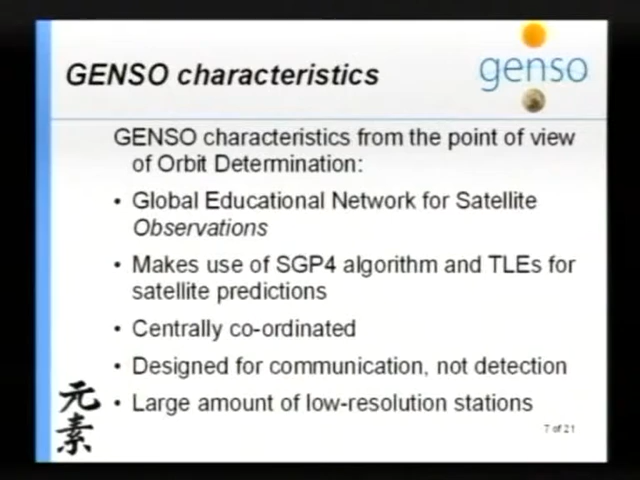 GENSO characteristics
genso
GENSO characteristics from the point of view
of Orbit Determination:
• Global Educational Network for Satellite
Observations
• Makes use of SGP4 algorithm and TLEs for
satellite predictions
• Centrally co-ordinated
• Designed for communication, not detection
• Large amount of low-resolution stations
元
素
7 of 21